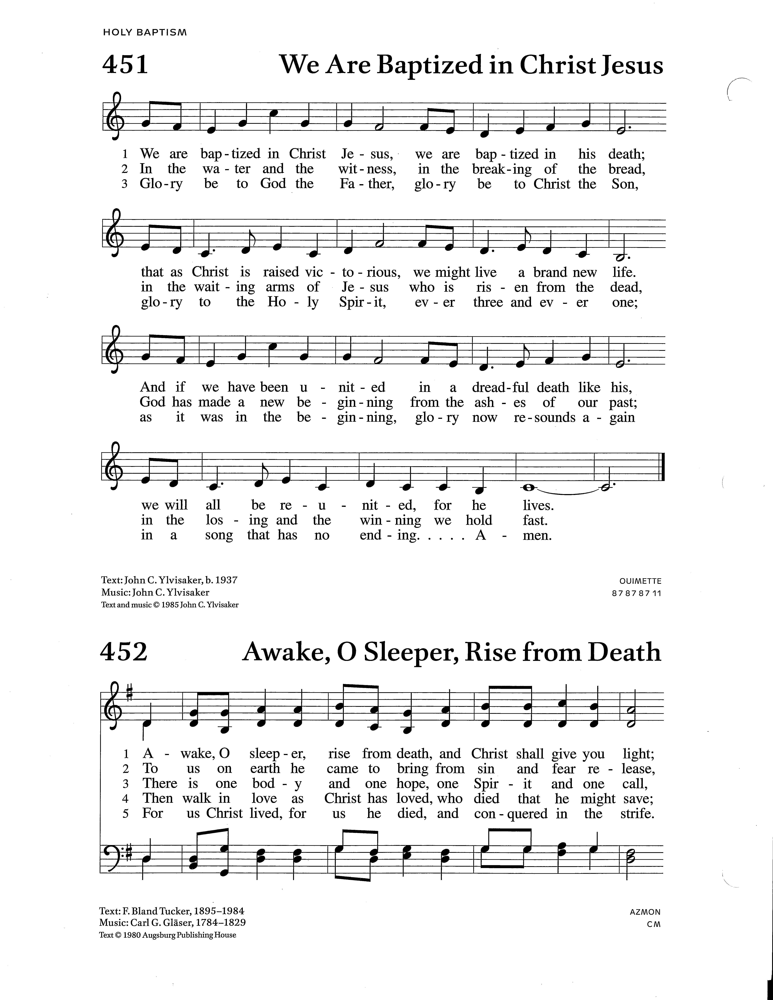 HOLY BAPTISM
451 We Are Baptized in Christ Jesus
1 We are bap - tized in Christ Je - sus, we are bap - tized in his death;
2 In the wa - ter and the wit - ness, in the break - ing of the bread,
3 Glo - ry be to God the Fa - ther, glo - ry be to Christ the Son,
that as Christ is raised vic - to - rious, we might live a brand new life.
in the wait - ing arms of Je - sus who is ris - en from the dead,
glo - ry to the Ho - ly Spir - it, ev - er three and ev - er one;
And if we have been u - nit - ed in a dread - ful death like his,
God has made a new be - gin - ning from the ash - es of our past;
as it was in the be - gin - ning, glo - ry now re - sounds a - gain
we will all be re - u - nit - ed, for he lives.
in the los - ing and the win - ning we hold fast.
in a song that has no end - ing. . . . . A - men.
Text: John C. Ylvisaker, b. 1937
Music: John C. Ylvisaker
Text and music © 1985 John C. Ylvisaker
OUIMETTE
8 7 8 7 8 7 11
452 Awake, O Sleeper, Rise from Death
1 A - wake, O sleep - er, rise from death, and Christ shall give you light;
2 To us on earth he came to bring from sin and fear re - lease,
3 There is one bod - y and one hope, one Spir - it and one call,
4 Then walk in love as Christ has loved, who died that he might save;
5 For us Christ lived, for us he died, and con - quered in the strife.
Text: F. Bland Tucker, 1895–1984
Music: Carl G. Gläser, 1784–1829
Text © 1980 Augsburg Publishing House
AZMON
CM